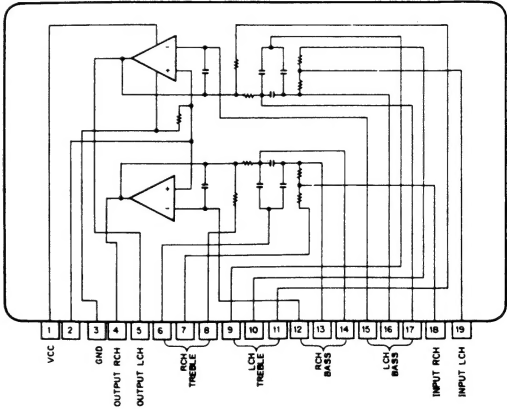 - +
+
-
1 2 3 4 5 6 7 8 9 10 11 12 13 14 15 16 17 18 19
VCC
GND
OUTPUT RCH
OUTPUT LCH
RCH
TREBLE
LCH
TREBLE
RCH
BASS
LCH
BASS
INPUT RCH
INPUT LCH